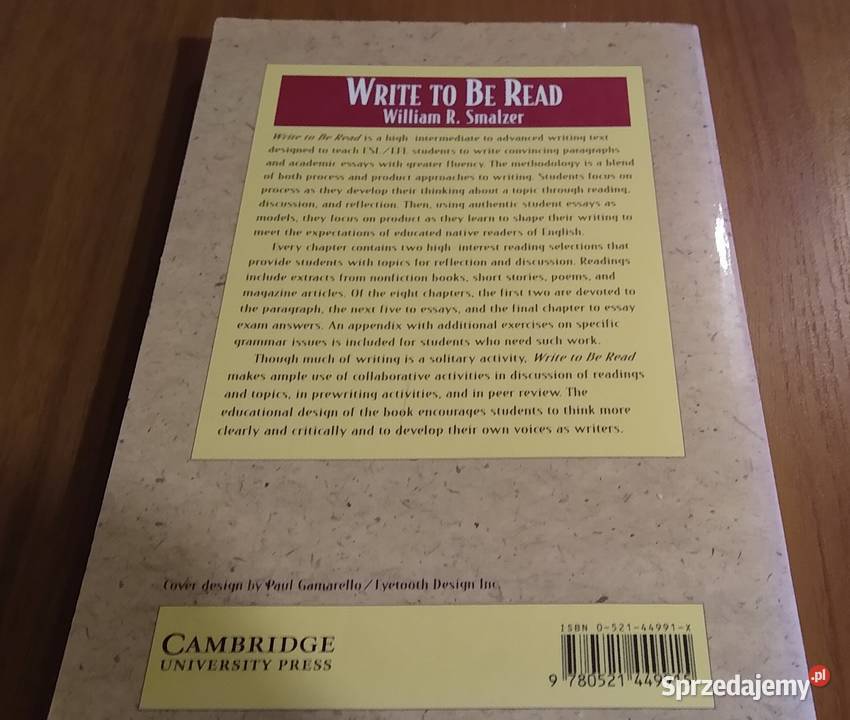 WRITE TO BE READ
William R. Smalzer
Write to Be Read is a high intermediate to advanced writing text
designed to teach ESL/EFL students to write convincing paragraphs
and academic essays with greater fluency. The methodology is a blend
of both process and product approaches to writing. Students focus on
process as they develop their thinking about a topic through reading,
discussion, and reflection. Then, using authentic student essays as
models, they focus on product as they learn to shape their writing to
meet the expectations of educated native readers of English.
Every chapter contains two high interest reading selections that
provide students with topics for reflection and discussion. Readings
include extracts from nonfiction books, short stories, poems, and
magazine articles. Of the eight chapters, the first two are devoted to
the paragraph, the next five to essays, and the final chapter to essay
exam answers. An appendix with additional exercises on specific
grammar issues is included for students who need such work.
Though much of writing is a solitary activity, Write to Be Read
makes ample use of collaborative activities in discussion of readings
and topics, in prewriting activities, and in peer review. The
educational design of the book encourages students to think more
clearly and critically and to develop their own voices as writers.
Cover design by Paul Gamarello/Eyetooth Design Inc.
CAMBRIDGE
UNIVERSITY PRESS
ISBN 0-521-44991-X
9 780521 449
Sprzedajemy.pl